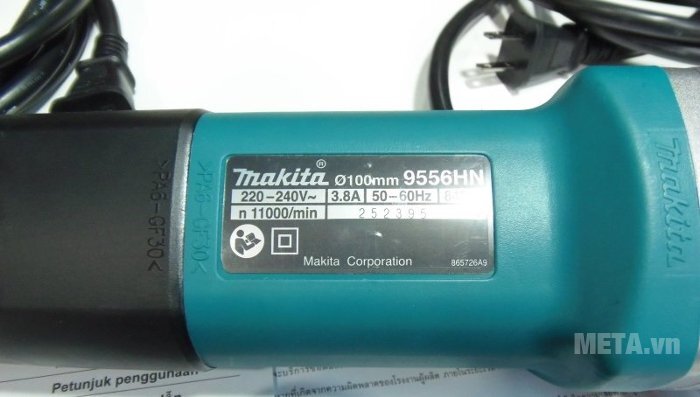 makita® Ø100mm 9556HN
220-240V~ 3.8A 50-60Hz
n 11000/min 252395
Makita Corporation 865726A9
>PA6-GF30<
>PA6-GF30<
makita
META.vn
Petunjuk penggunaan